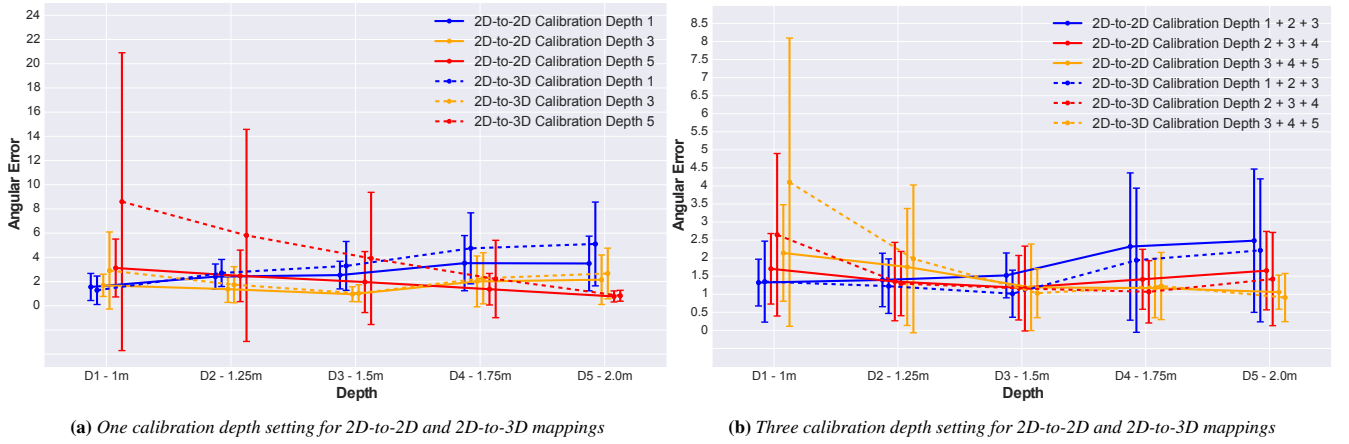 24
22
20
18
16
14
12
10
8
6
4
2
0
Angular Error
2D-to-2D Calibration Depth 1
2D-to-2D Calibration Depth 3
2D-to-2D Calibration Depth 5
2D-to-3D Calibration Depth 1
2D-to-3D Calibration Depth 3
2D-to-3D Calibration Depth 5
D1 - 1m D2 - 1.25m D3 - 1.5m D4 - 1.75m D5 - 2.0m
Depth
(a) One calibration depth setting for 2D-to-2D and 2D-to-3D mappings
8.5
8
7.5
7
6.5
6
5.5
5
4.5
4
3.5
3
2.5
2
1.5
1
0.5
0
Angular Error
2D-to-2D Calibration Depth 1 + 2 + 3
2D-to-2D Calibration Depth 2 + 3 + 4
2D-to-2D Calibration Depth 3 + 4 + 5
2D-to-3D Calibration Depth 1 + 2 + 3
2D-to-3D Calibration Depth 2 + 3 + 4
2D-to-3D Calibration Depth 3 + 4 + 5
D1 - 1m D2 - 1.25m D3 - 1.5m D4 - 1.75m D5 - 2.0m
Depth
(b) Three calibration depth setting for 2D-to-2D and 2D-to-3D mappings